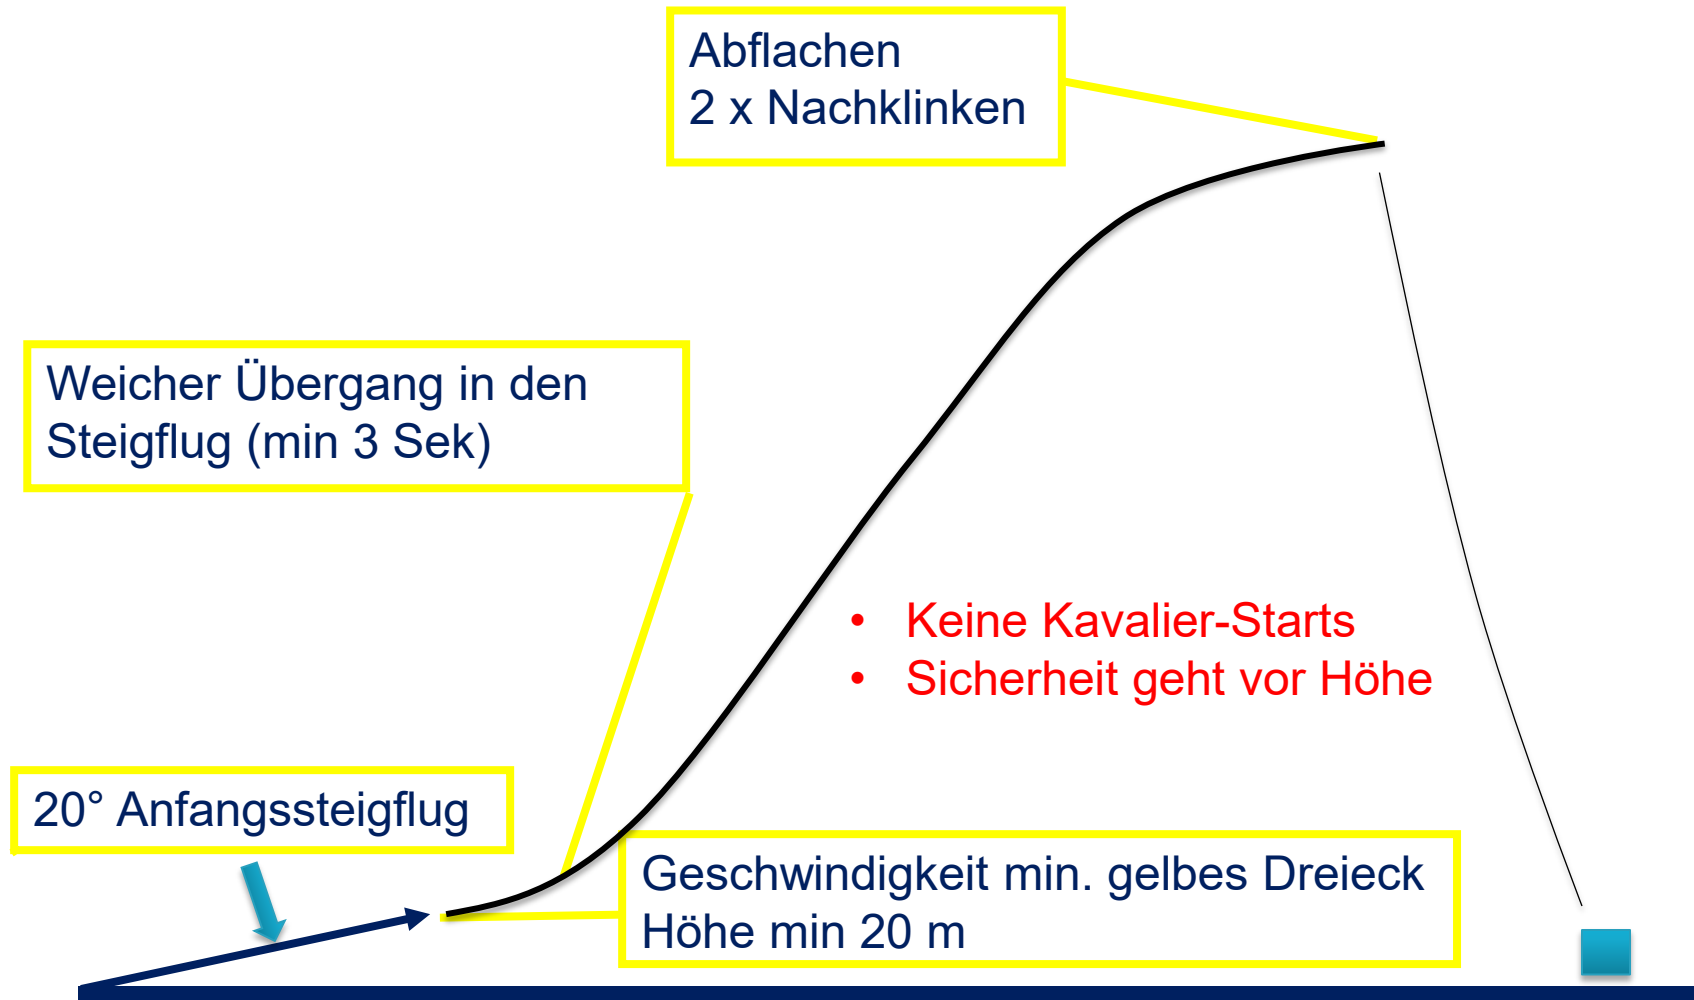 Abflachen
2 x Nachklinken
Weicher Übergang in den
Steigflug (min 3 Sek)
• Keine Kavalier-Starts
• Sicherheit geht vor Höhe
20° Anfangssteigflug
Geschwindigkeit min. gelbes Dreieck
Höhe min 20 m